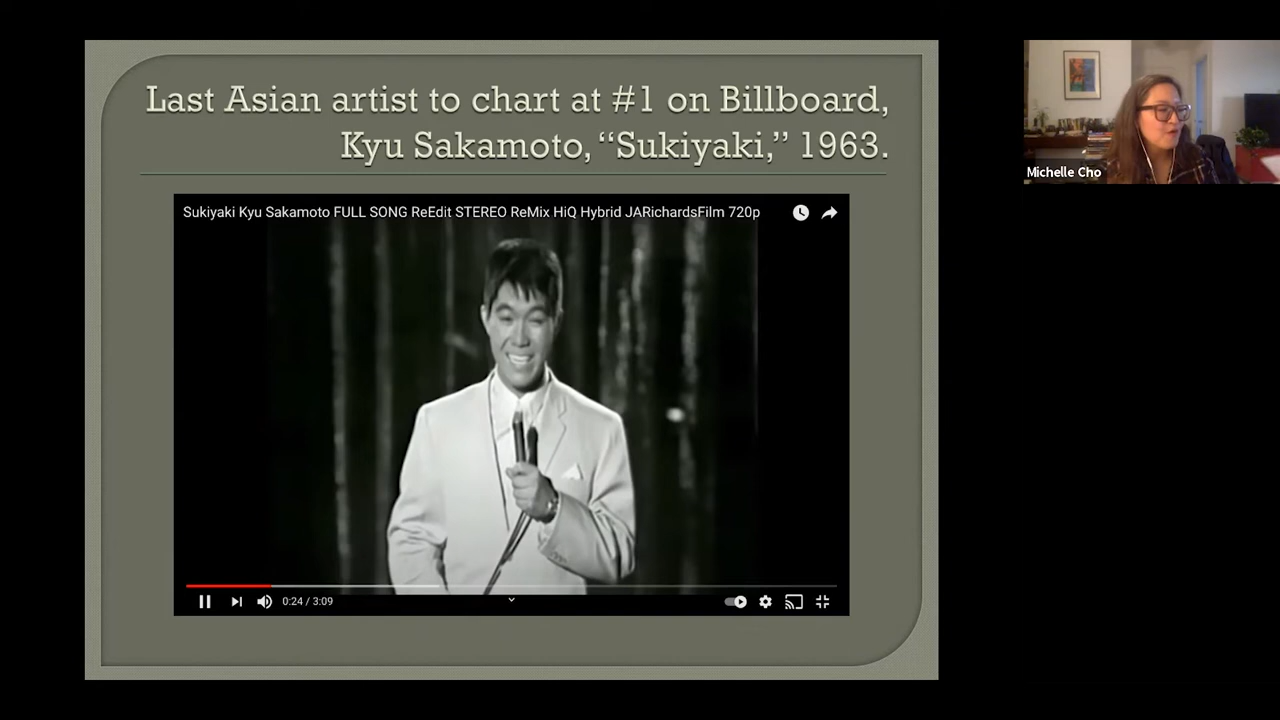 Last Asian artist to chart at #1 on Billboard,
Kyu Sakamoto, “Sukiyaki,” 1963.
Sukiyaki Kyu Sakamoto FULL SONG ReEdit STEREO ReMix HiQ Hybrid JARichardsFilm 720p
0:24 / 3:09
Michelle Cho